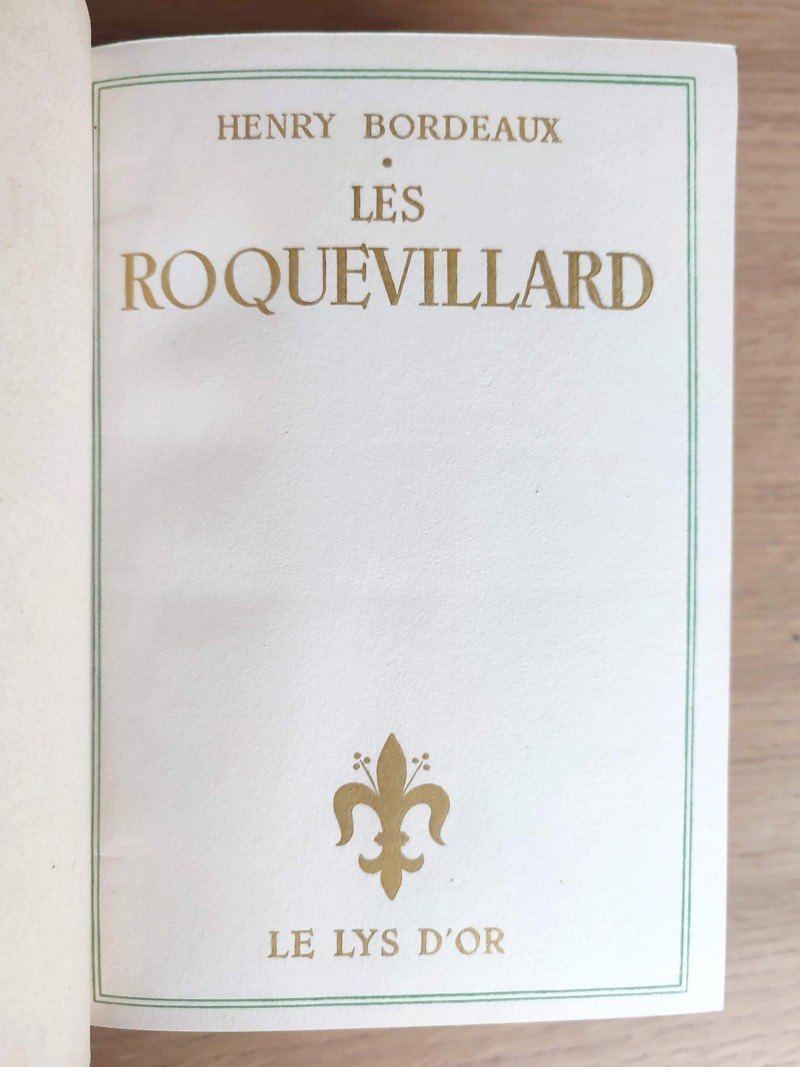 HENRY BORDEAUX
•
LES
ROQUEVILLARD
LE LYS D'OR